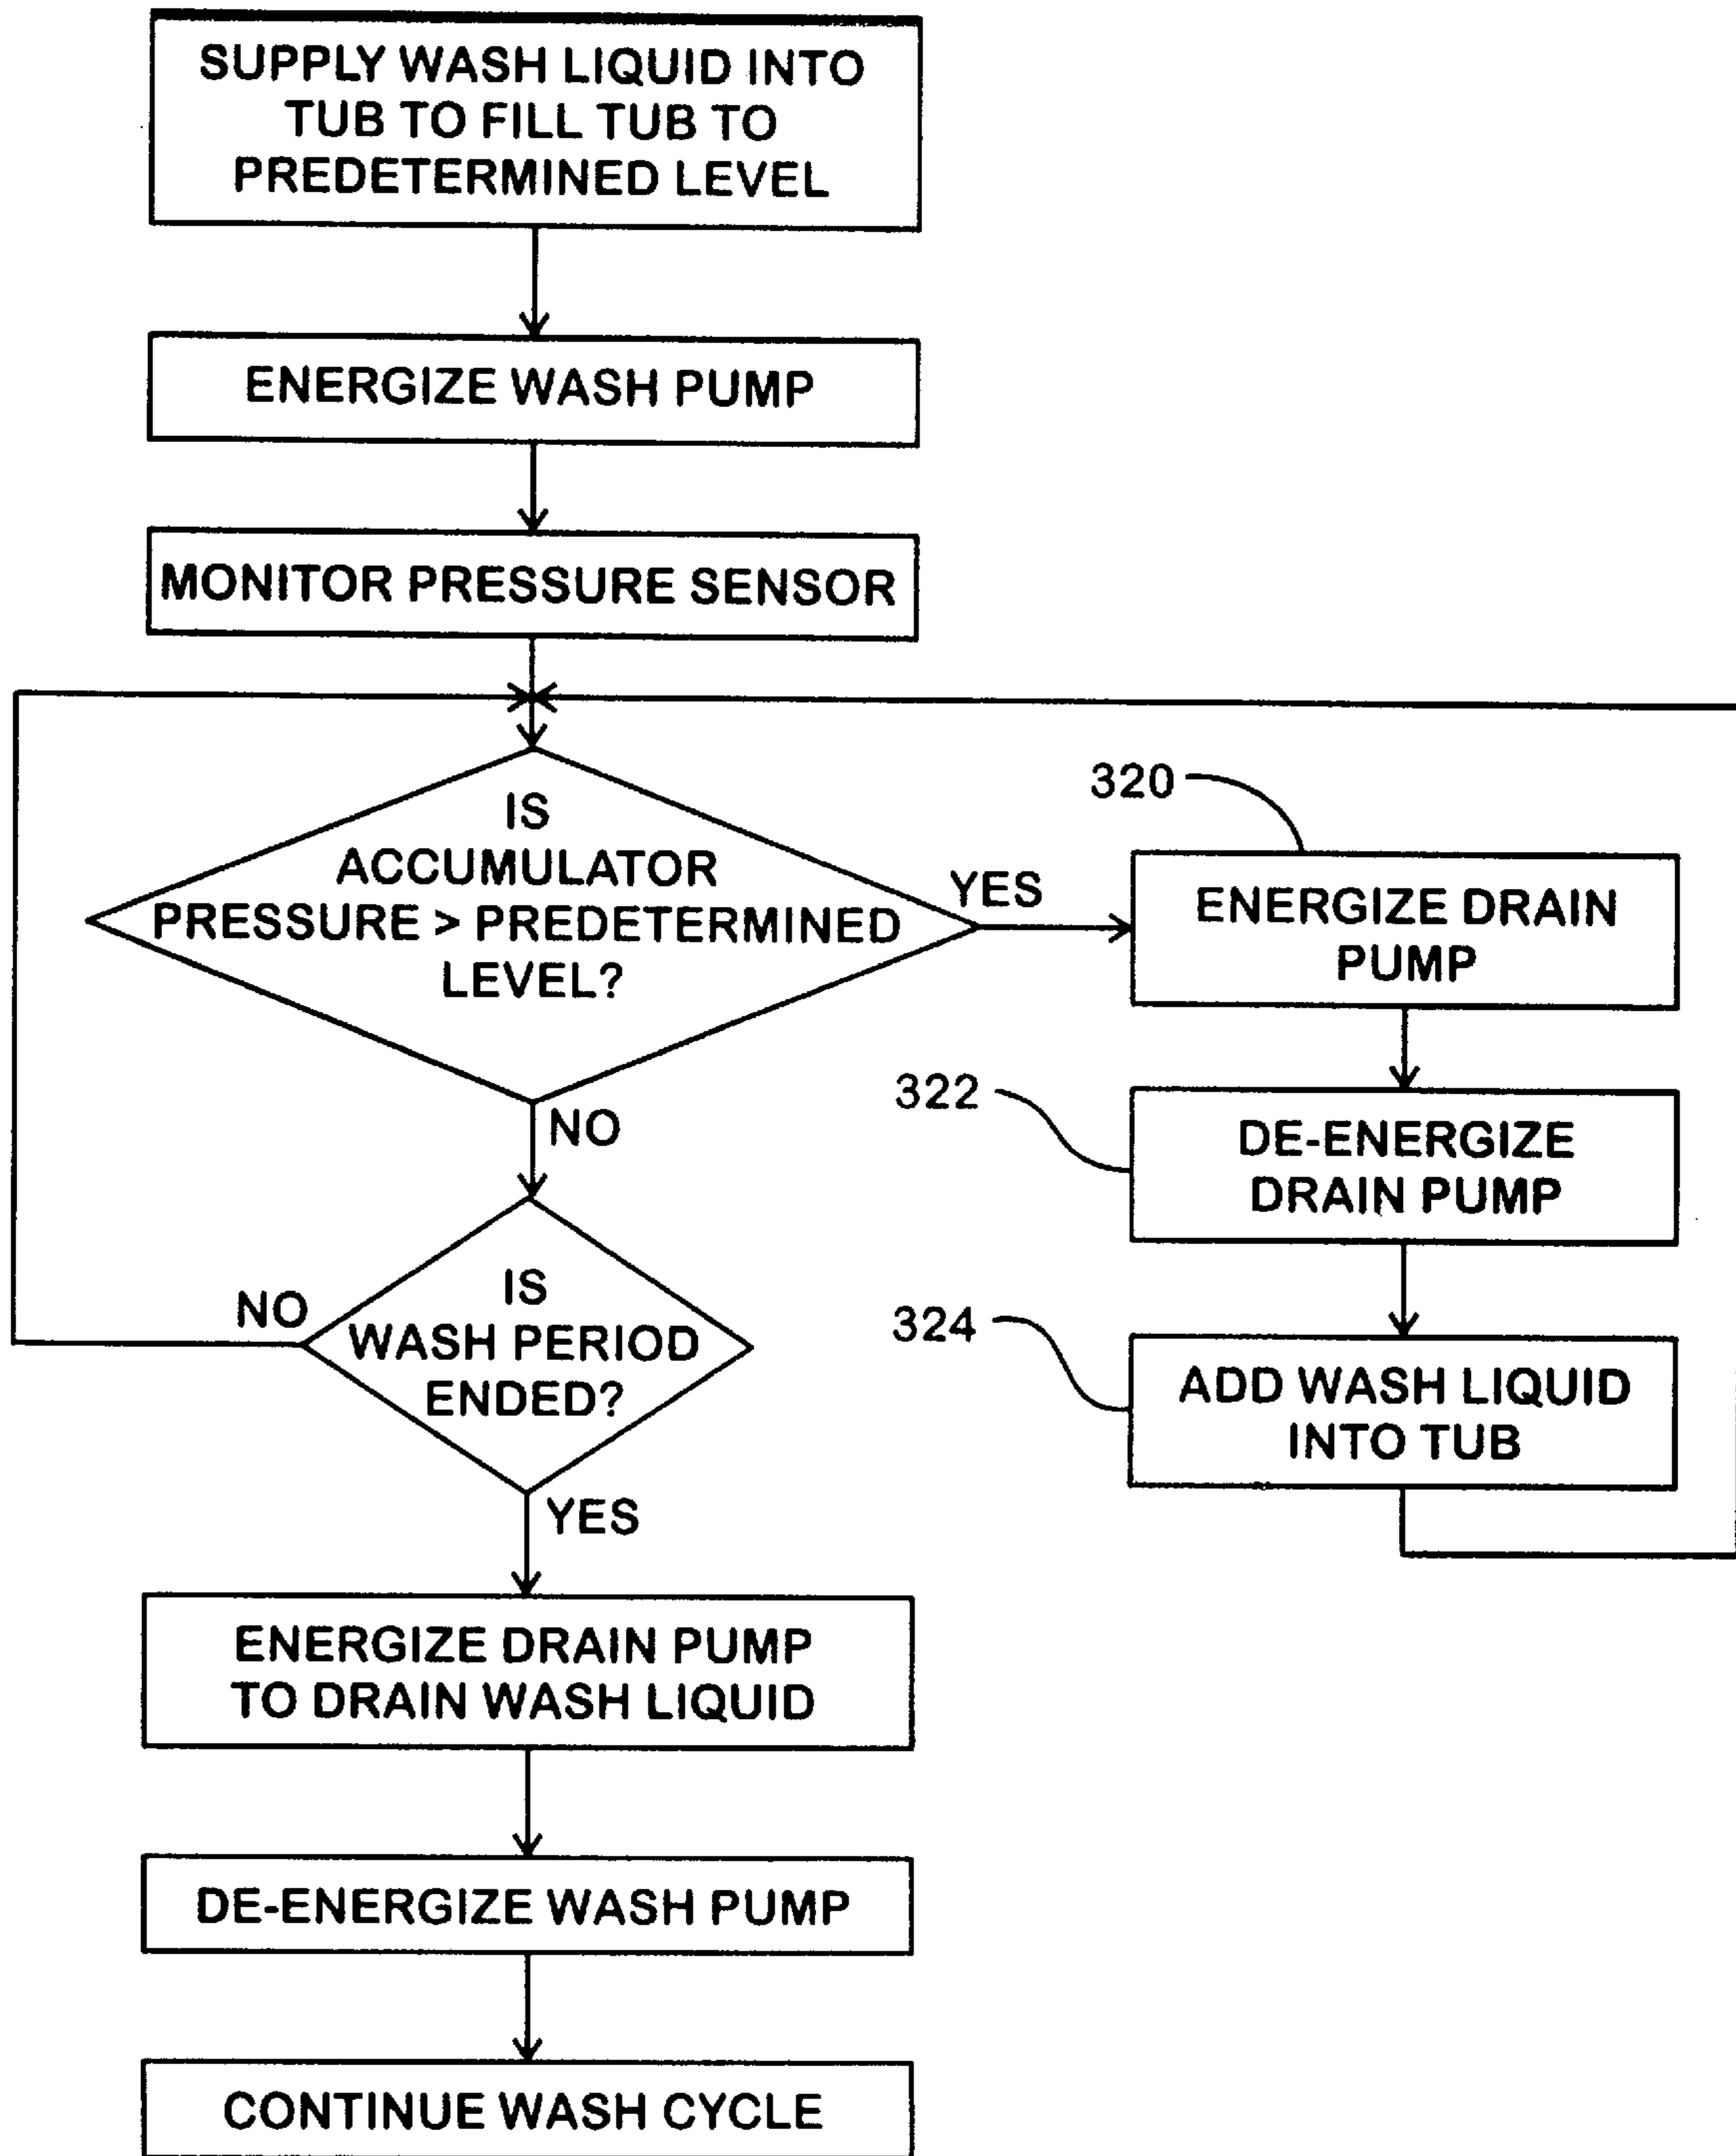 SUPPLY WASH LIQUID INTO
TUB TO FILL TUB TO
PREDETERMINED LEVEL
ENERGIZE WASH PUMP
MONITOR PRESSURE SENSOR
IS
ACCUMULATOR
PRESSURE > PREDETERMINED
LEVEL?
YES
320
ENERGIZE DRAIN
PUMP
322
DE-ENERGIZE
DRAIN PUMP
324
ADD WASH LIQUID
INTO TUB
NO
IS
WASH PERIOD
ENDED?
NO
YES
ENERGIZE DRAIN PUMP
TO DRAIN WASH LIQUID
DE-ENERGIZE WASH PUMP
CONTINUE WASH CYCLE